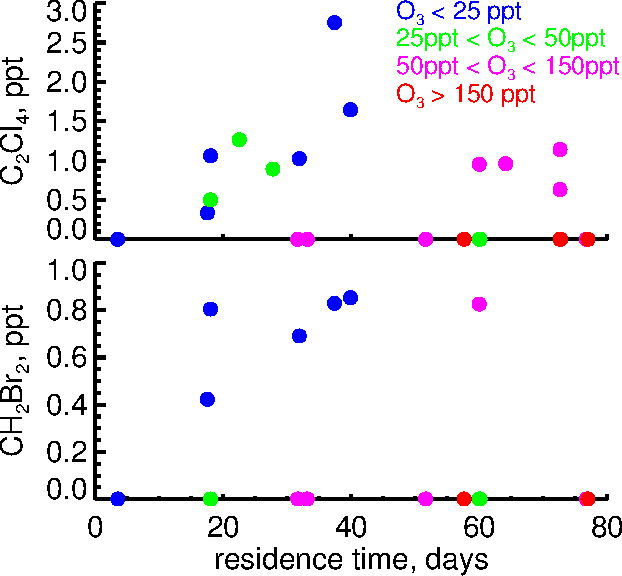 O₃ < 25 ppt
25ppt < O₃ < 50ppt
50ppt < O₃ < 150ppt
O₃ > 150 ppt
C₂Cl₄, ppt
3.0
2.5
2.0
1.5
1.0
0.5
0.0
CH₂Br₂, ppt
1.0
0.8
0.6
0.4
0.2
0.0
0 20 40 60 80
residence time, days